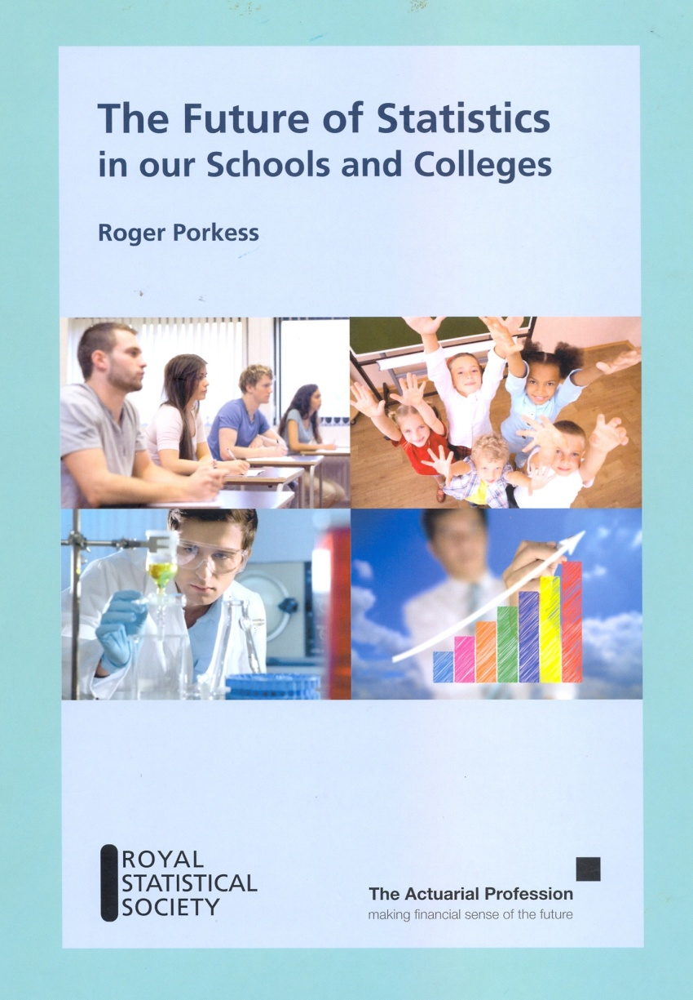 The Future of Statistics
in our Schools and Colleges
Roger Porkess
ROYAL
STATISTICAL
SOCIETY
The Actuarial Profession
making financial sense of the future